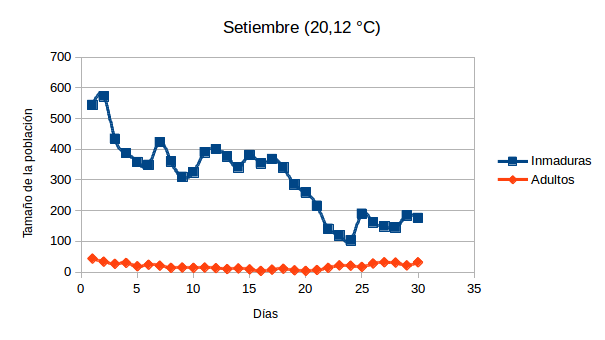 Setiembre (20,12 °C)
700
600
500
400
300
200
100
0
Tamaño de la población
0 5 10 15 20 25 30 35
Días
Inmaduras
Adultos